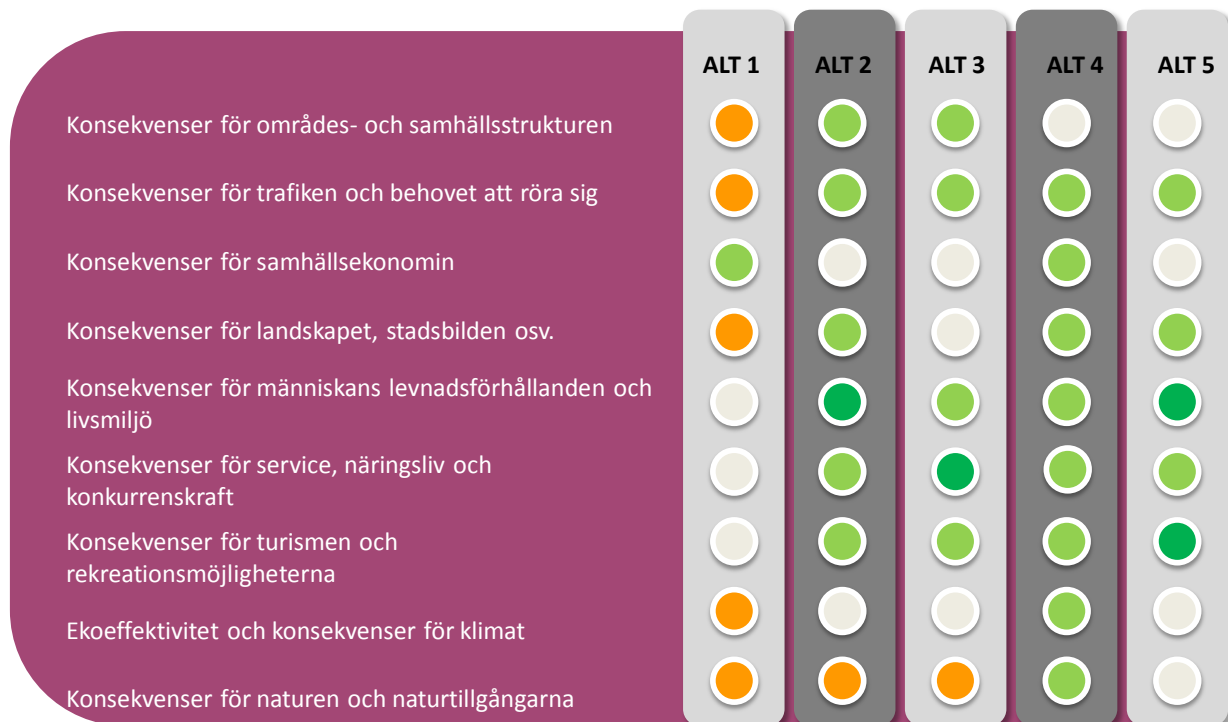 ALT 1 ALT 2 ALT 3 ALT 4 ALT 5
Konsekvenser för områdes- och samhällsstrukturen
Konsekvenser för trafiken och behovet att röra sig
Konsekvenser för samhällsekonomin
Konsekvenser för landskapet, stadsbilden osv.
Konsekvenser för människans levnadsförhållanden och
livsmiljö
Konsekvenser för service, näringsliv och
konkurrenskraft
Konsekvenser för turismen och
rekreationsmöjligheterna
Ekoeffektivitet och konsekvenser för klimat
Konsekvenser för naturen och naturtillgångarna